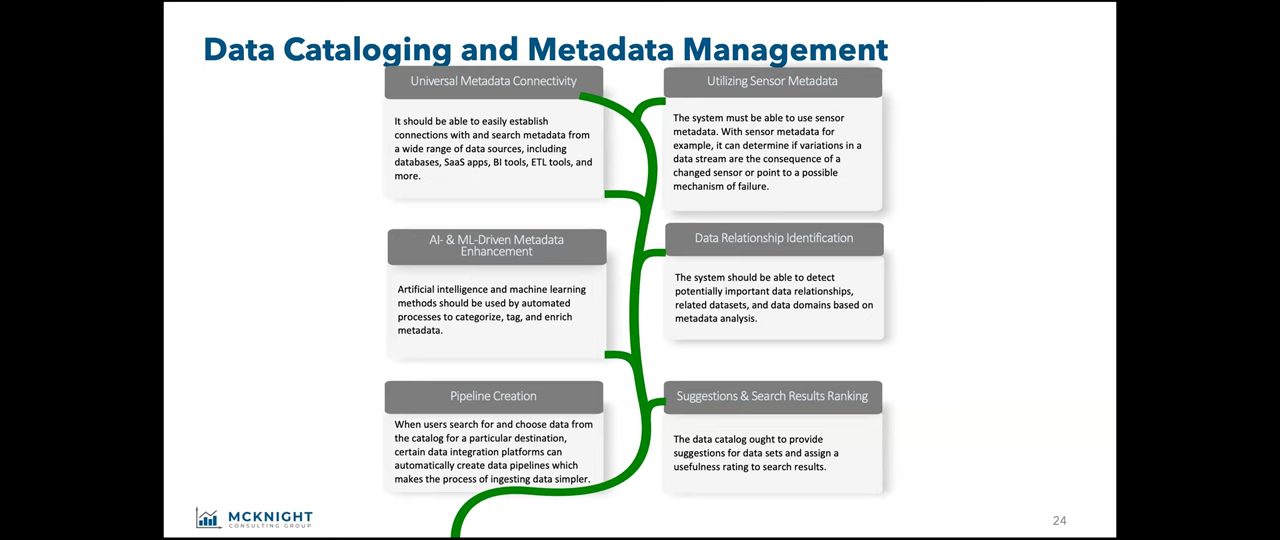 Data Cataloging and Metadata Management
Universal Metadata Connectivity
It should be able to easily establish
connections with and search metadata from
a wide range of data sources, including
databases, SaaS apps, BI tools, ETL tools, and
more.
Utilizing Sensor Metadata
The system must be able to use sensor
metadata. With sensor metadata for
example, it can determine if variations in a
data stream are the consequence of a
changed sensor or point to a possible
mechanism of failure.
AI- & ML-Driven Metadata
Enhancement
Artificial intelligence and machine learning
methods should be used by automated
processes to categorize, tag, and enrich
metadata.
Data Relationship Identification
The system should be able to detect
potentially important data relationships,
related datasets, and data domains based on
metadata analysis.
Pipeline Creation
When users search for and choose data from
the catalog for a particular destination,
certain data integration platforms can
automatically create data pipelines which
makes the process of ingesting data simpler.
Suggestions & Search Results Ranking
The data catalog ought to provide
suggestions for data sets and assign a
usefulness rating to search results.
MCKNIGHT
CONSULTING GROUP
24